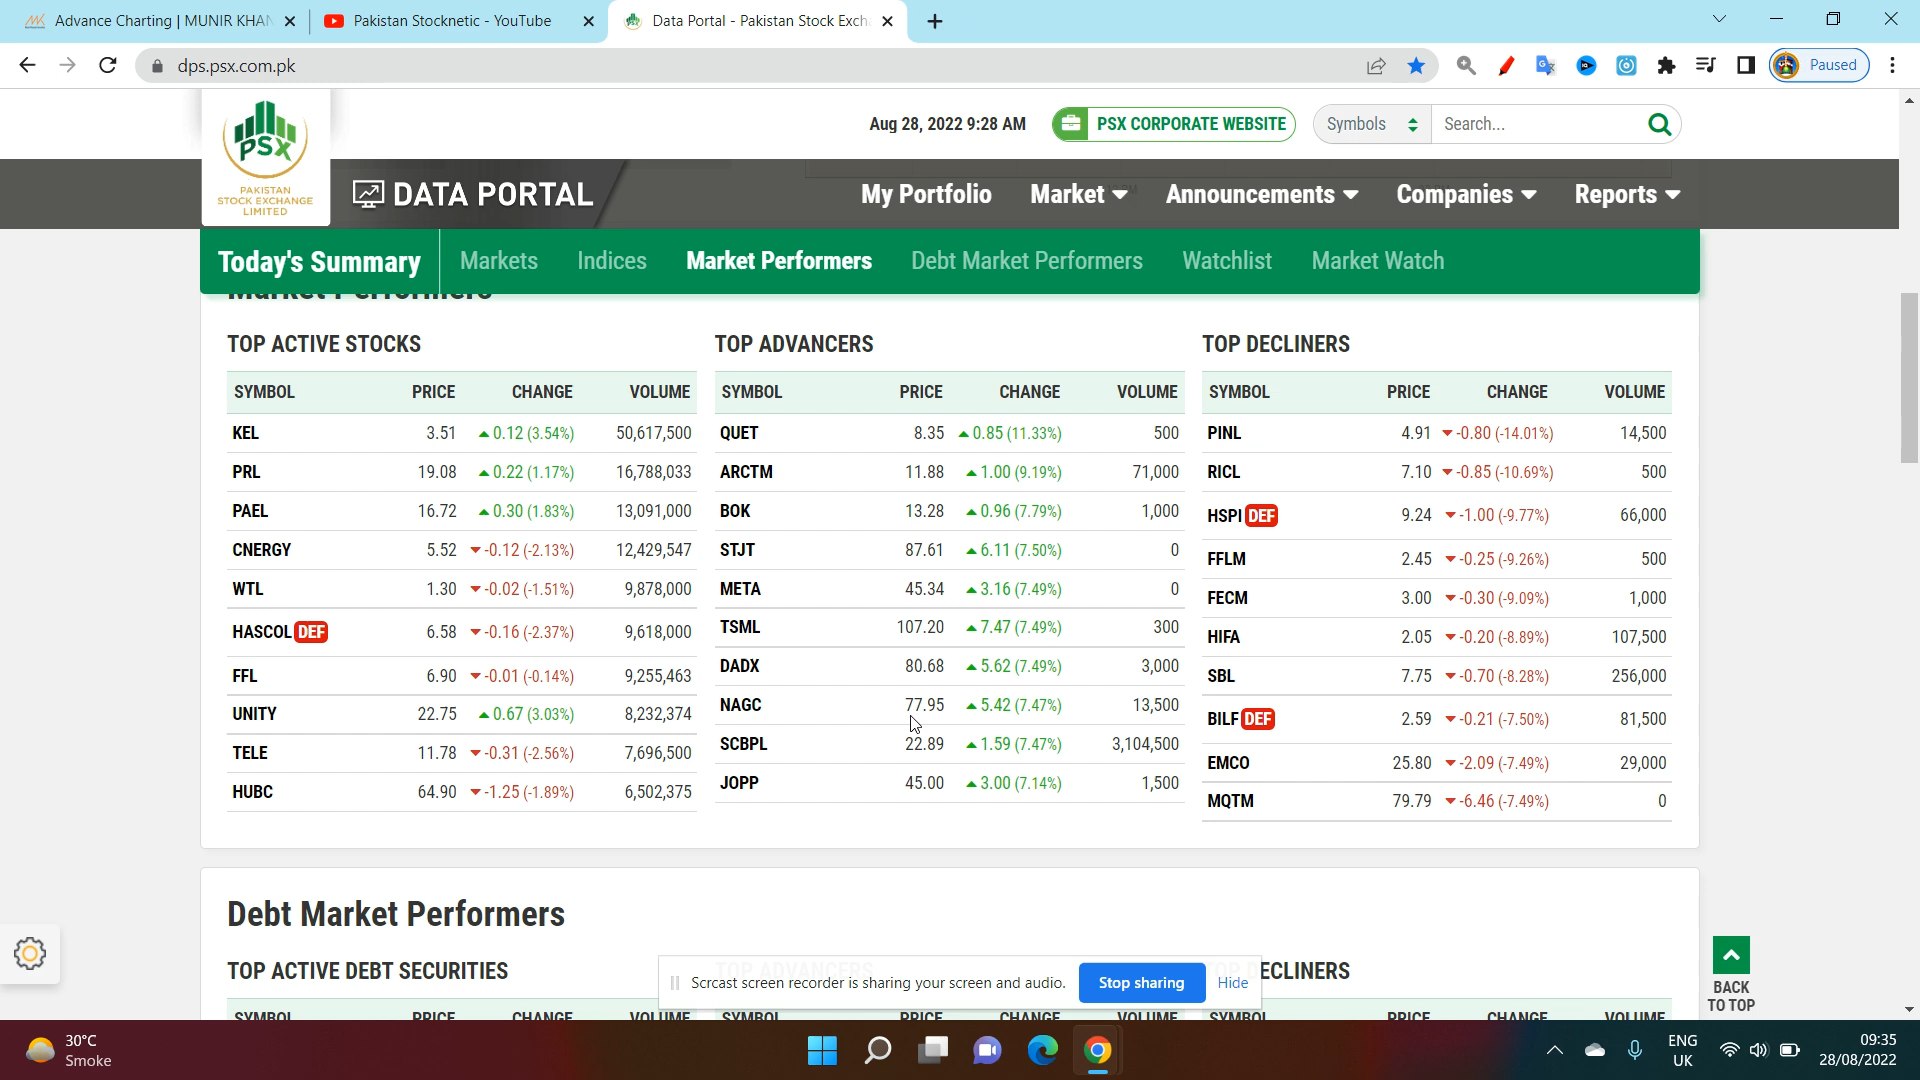 Advance Charting | MUNIR KHAN
Pakistan Stocknetic - YouTube
Data Portal - Pakistan Stock Exch
dps.psx.com.pk
Paused
PSX
PAKISTAN
STOCK EXCHANGE
LIMITED
Aug 28, 2022 9:28 AM
PSX CORPORATE WEBSITE
Symbols
Search...
DATA PORTAL
My Portfolio Market Announcements Companies Reports
Today's Summary Markets Indices Market Performers Debt Market Performers Watchlist Market Watch
Market Performers
TOP ACTIVE STOCKS
SYMBOL PRICE CHANGE VOLUME
KEL 3.51 0.12 (3.54%) 50,617,500
PRL 19.08 0.22 (1.17%) 16,788,033
PAEL 16.72 0.30 (1.83%) 13,091,000
CNERGY 5.52 -0.12 (-2.13%) 12,429,547
WTL 1.30 -0.02 (-1.51%) 9,878,000
HASCOL DEF 6.58 -0.16 (-2.37%) 9,618,000
FFL 6.90 -0.01 (-0.14%) 9,255,463
UNITY 22.75 0.67 (3.03%) 8,232,374
TELE 11.78 -0.31 (-2.56%) 7,696,500
HUBC 64.90 -1.25 (-1.89%) 6,502,375
TOP ADVANCERS
SYMBOL PRICE CHANGE VOLUME
QUET 8.35 0.85 (11.33%) 500
ARCTM 11.88 1.00 (9.19%) 71,000
BOK 13.28 0.96 (7.79%) 1,000
STJT 87.61 6.11 (7.50%) 0
META 45.34 3.16 (7.49%) 0
TSML 107.20 7.47 (7.49%) 300
DADX 80.68 5.62 (7.49%) 3,000
NAGC 77.95 5.42 (7.47%) 13,500
SCBPL 22.89 1.59 (7.47%) 3,104,500
JOPP 45.00 3.00 (7.14%) 1,500
TOP DECLINERS
SYMBOL PRICE CHANGE VOLUME
PINL 4.91 -0.80 (-14.01%) 14,500
RICL 7.10 -0.85 (-10.69%) 500
HSPI DEF 9.24 -1.00 (-9.77%) 66,000
FFLM 2.45 -0.25 (-9.26%) 500
FECM 3.00 -0.30 (-9.09%) 1,000
HIFA 2.05 -0.20 (-8.89%) 107,500
SBL 7.75 -0.70 (-8.28%) 256,000
BILF DEF 2.59 -0.21 (-7.50%) 81,500
EMCO 25.80 -2.09 (-7.49%) 29,000
MQTM 79.79 -6.46 (-7.49%) 0
Debt Market Performers
TOP ACTIVE DEBT SECURITIES
TOP ADVANCERS
ECLINERS
SYMBOL PRICE CHANGE VOLUME SYMBOL PRICE CHANGE VOLUME SYMBOL PRICE CHANGE VOLUME
Scrcast screen recorder is sharing your screen and audio.
Stop sharing
Hide
BACK
TO TOP
30°C
Smoke
ENG
UK
09:35
28/08/2022